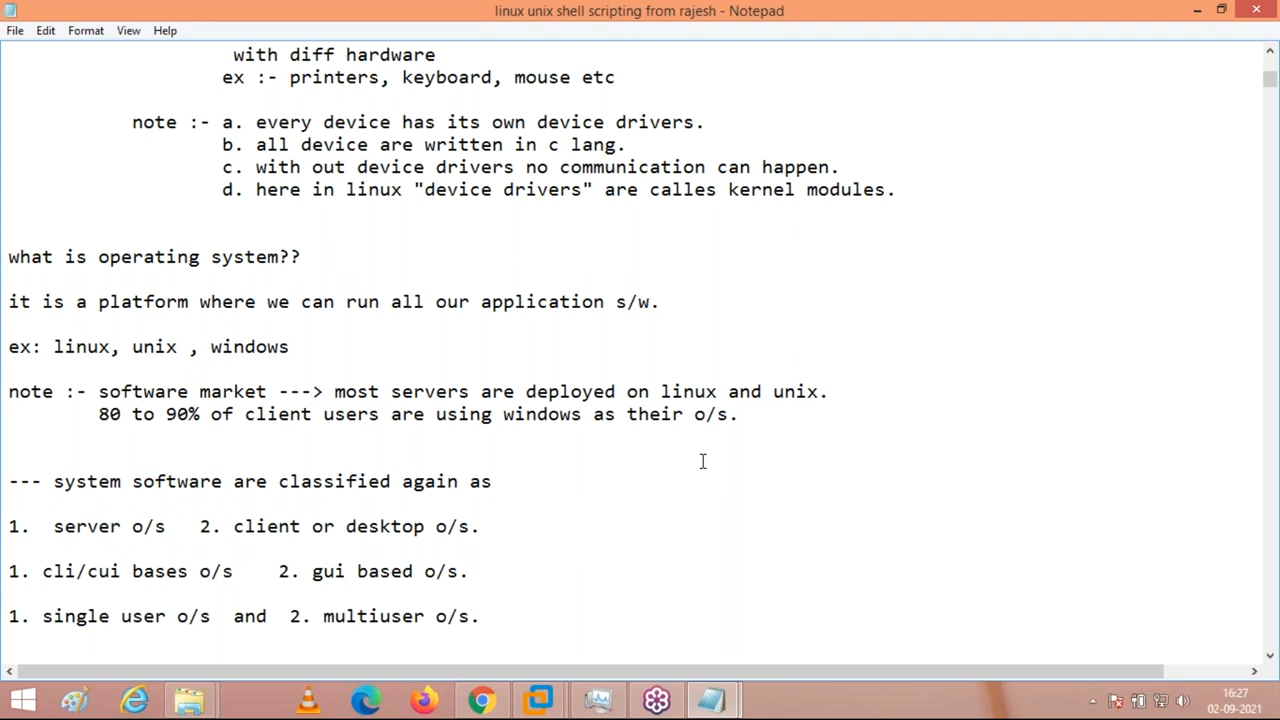 linux unix shell scripting from rajesh - Notepad
File Edit Format View Help
with diff hardware
ex :- printers, keyboard, mouse etc
note :- a. every device has its own device drivers.
b. all device are written in c lang.
c. with out device drivers no communication can happen.
d. here in linux "device drivers" are calles kernel modules.
what is operating system??
it is a platform where we can run all our application s/w.
ex: linux, unix , windows
note :- software market ---> most servers are deployed on linux and unix.
80 to 90% of client users are using windows as their o/s.
--- system software are classified again as
1. server o/s 2. client or desktop o/s.
1. cli/cui bases o/s 2. gui based o/s.
1. single user o/s and 2. multiuser o/s.
16:27
02-09-2021